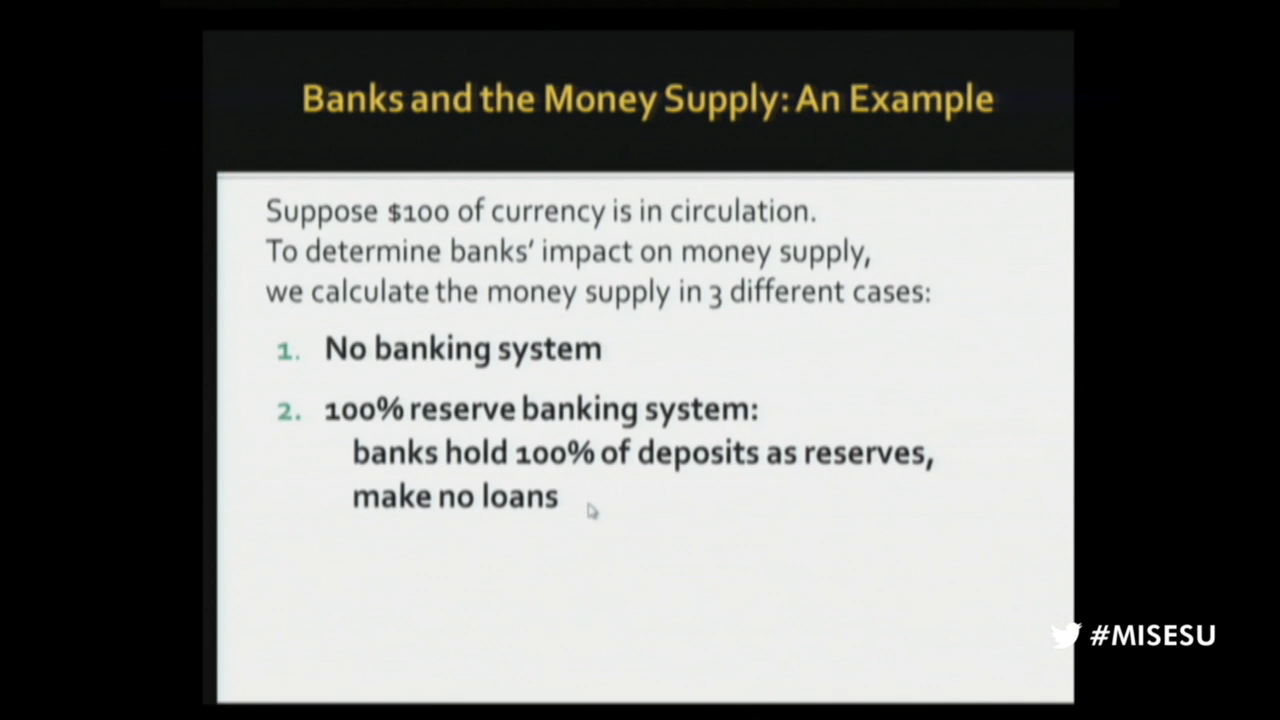 Banks and the Money Supply: An Example
Suppose $100 of currency is in circulation.
To determine banks' impact on money supply,
we calculate the money supply in 3 different cases:
1. No banking system
2. 100% reserve banking system:
banks hold 100% of deposits as reserves,
make no loans
#MISESU